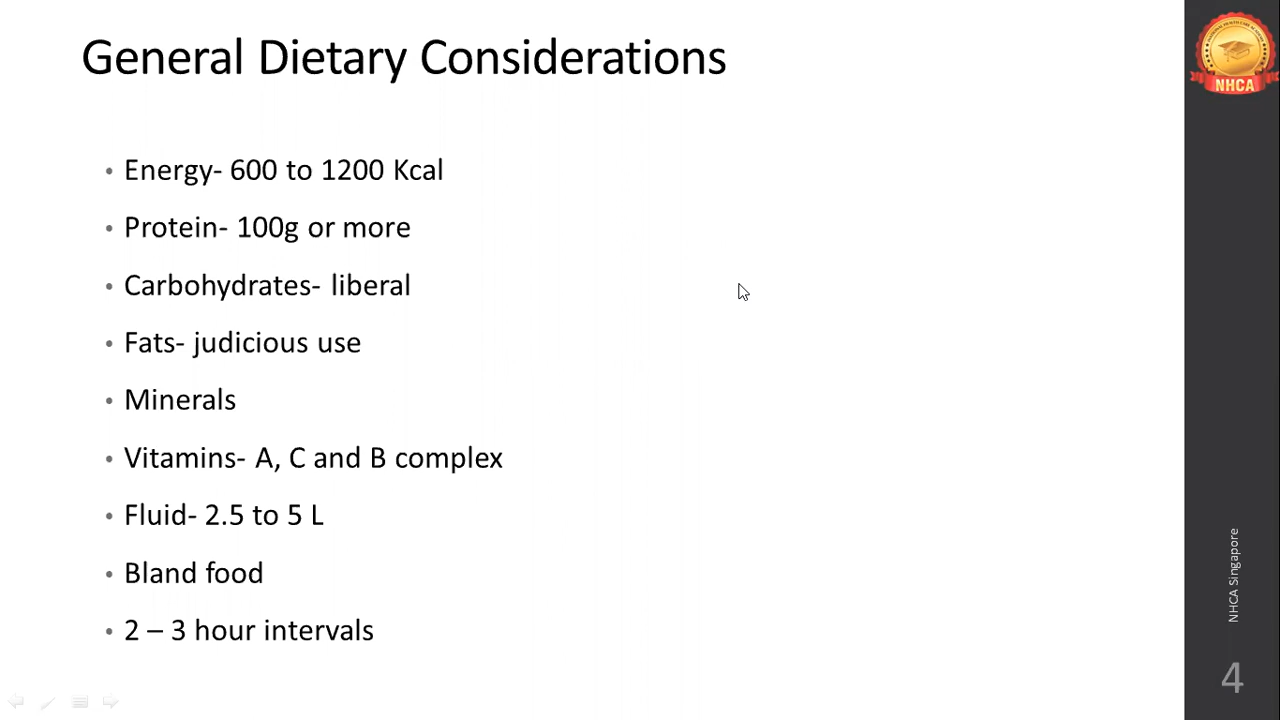 General Dietary Considerations
NHCA
• Energy- 600 to 1200 Kcal
• Protein- 100g or more
• Carbohydrates- liberal
• Fats- judicious use
• Minerals
• Vitamins- A, C and B complex
• Fluid- 2.5 to 5 L
• Bland food
• 2 – 3 hour intervals
NHCA Singapore
4